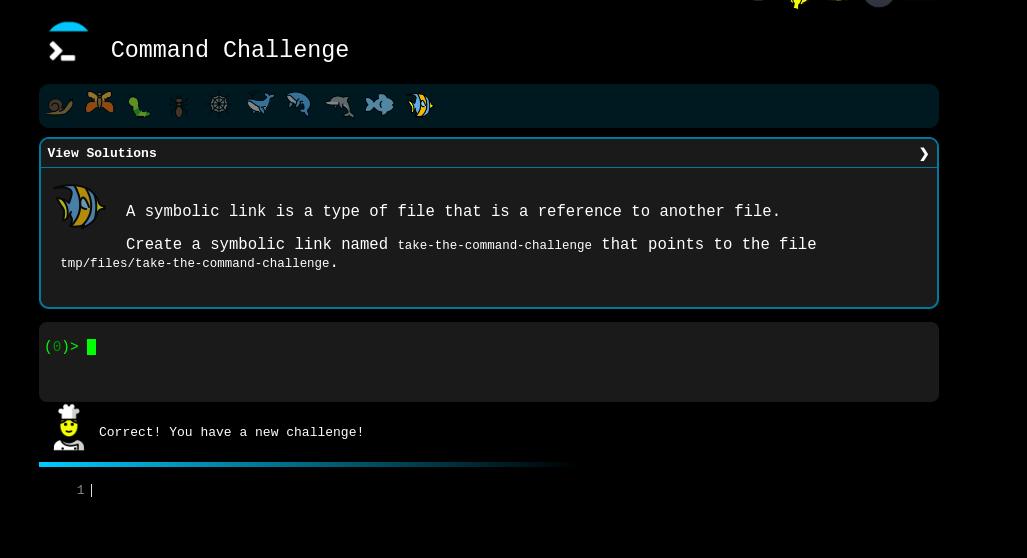 Command Challenge
View Solutions
A symbolic link is a type of file that is a reference to another file.
Create a symbolic link named take-the-command-challenge that points to the file
tmp/files/take-the-command-challenge.
(0)>
Correct! You have a new challenge!
1